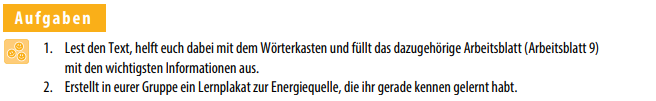 Aufgaben
1. Lest den Text, helft euch dabei mit dem Wörterkasten und füllt das dazugehörige Arbeitsblatt (Arbeitsblatt 9)
mit den wichtigsten Informationen aus.
2. Erstellt in eurer Gruppe ein Lernplakat zur Energiequelle, die ihr gerade kennen gelernt habt.